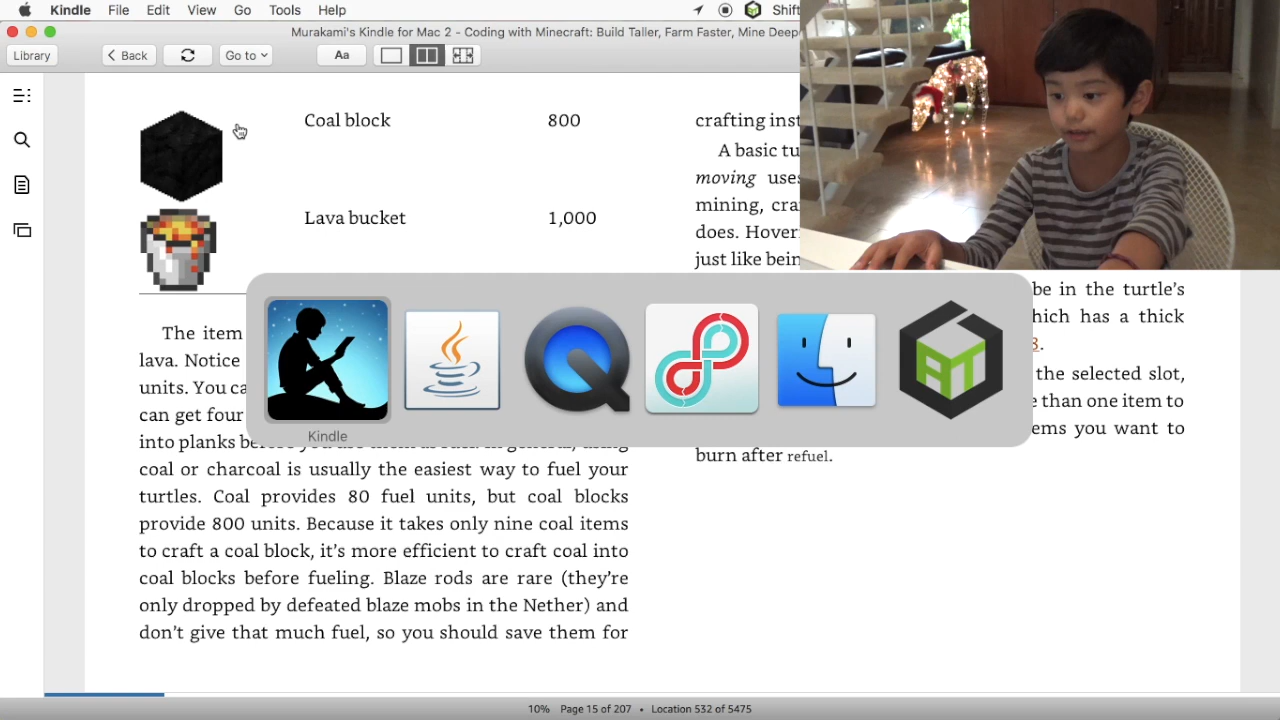 Kindle File Edit View Go Tools Help Shift
Murakami's Kindle for Mac 2 - Coding with Minecraft: Build Taller, Farm Faster, Mine Deep
Library Back Go to Aa
Coal block 800
Lava bucket 1,000
The item
lava. Notice
units. You ca
can get four
into planks
coal or charcoal is usually the easiest way to fuel your
turtles. Coal provides 80 fuel units, but coal blocks
provide 800 units. Because it takes only nine coal items
to craft a coal block, it's more efficient to craft coal into
coal blocks before fueling. Blaze rods are rare (they're
only dropped by defeated blaze mobs in the Nether) and
don't give that much fuel, so you should save them for
crafting inst
A basic tu
moving uses
mining, cra
does. Hover
just like bein
be in the turtle's
hich has a thick
8.
the selected slot,
e than one item to
ems you want to
burn after refuel.
Kindle
AT
10% Page 15 of 207 • Location 532 of 5475